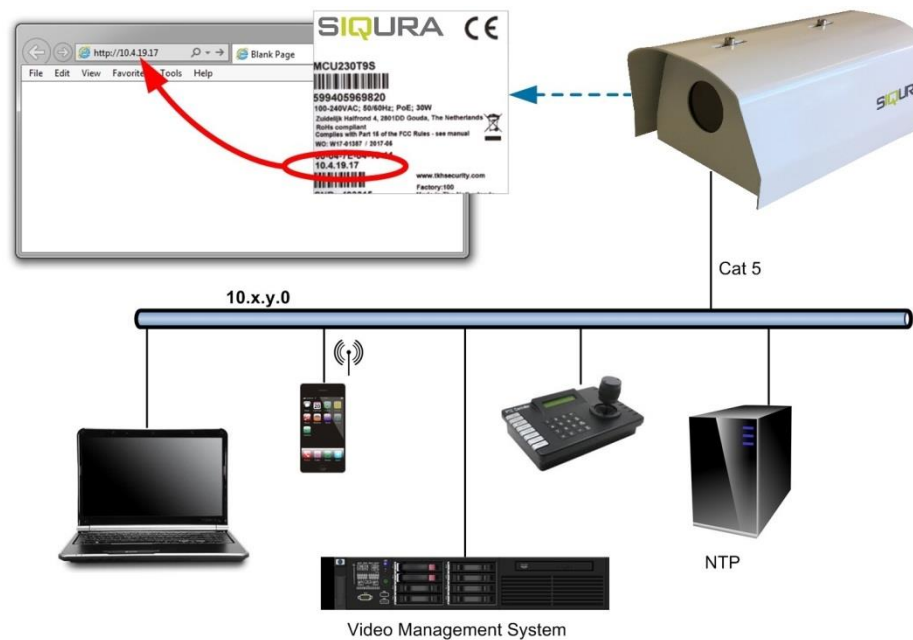 http://10.4.19.17
Blank Page
File Edit View Favorites Tools Help
SIQURA CE
MCU230T9S
599405969820
100-240VAC; 50/60Hz; PoE; 30W
Zuidelijk Halfrond 4, 2801DD Gouda, The Netherlands
RoHs compliant
Complies with Part 15 of the FCC Rules - see manual
WO: W17-01387 / 2017-06
10.4.19.17
www.tkhsecurity.com
Factory:100
SIQURA
Cat 5
10.x.y.0
NTP
Video Management System